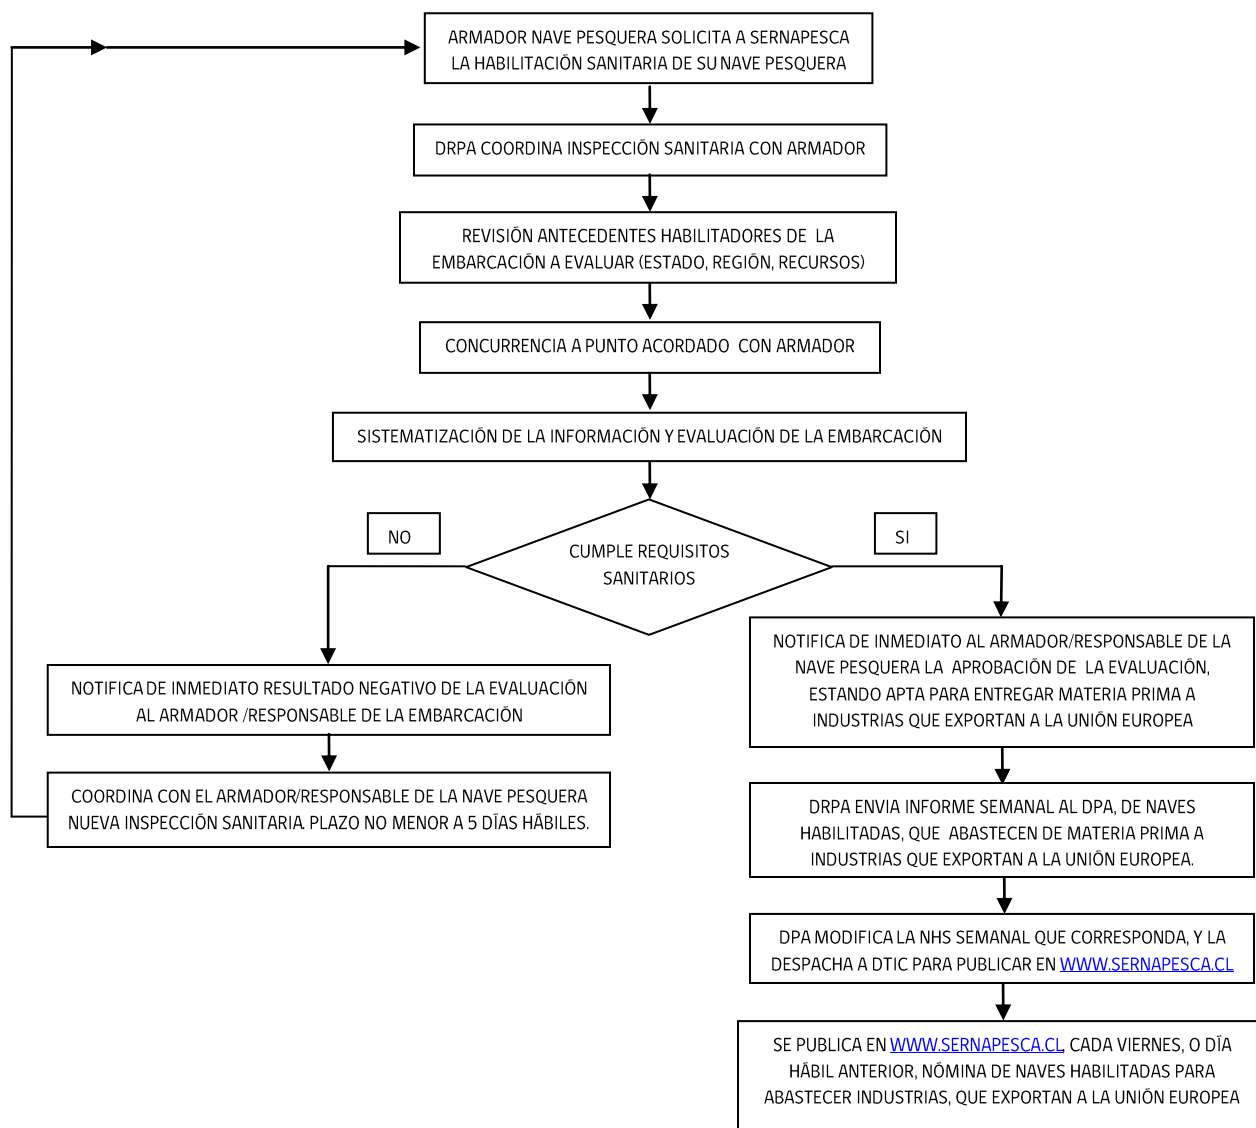 ARMADOR NAVE PESQUERA SOLICITA A SERNAPESCA
LA HABILITACIÓN SANITARIA DE SU NAVE PESQUERA
DRPA COORDINA INSPECCIÓN SANITARIA CON ARMADOR
REVISIÓN ANTECEDENTES HABILITADORES DE LA
EMBARCACIÓN A EVALUAR (ESTADO, REGIÓN, RECURSOS)
CONCURRENCIA A PUNTO ACORDADO CON ARMADOR
SISTEMATIZACIÓN DE LA INFORMACIÓN Y EVALUACIÓN DE LA EMBARCACIÓN
NO
SI
CUMPLE REQUISITOS
SANITARIOS
NOTIFICA DE INMEDIATO RESULTADO NEGATIVO DE LA EVALUACIÓN
AL ARMADOR /RESPONSABLE DE LA EMBARCACIÓN
COORDINA CON EL ARMADOR/RESPONSABLE DE LA NAVE PESQUERA
NUEVA INSPECCIÓN SANITARIA. PLAZO NO MENOR A 5 DÍAS HÁBILES.
NOTIFICA DE INMEDIATO AL ARMADOR/RESPONSABLE DE LA
NAVE PESQUERA LA APROBACIÓN DE LA EVALUACIÓN,
ESTANDO APTA PARA ENTREGAR MATERIA PRIMA A
INDUSTRIAS QUE EXPORTAN A LA UNIÓN EUROPEA
DRPA ENVIA INFORME SEMANAL AL DPA, DE NAVES
HABILITADAS, QUE ABASTECEN DE MATERIA PRIMA A
INDUSTRIAS QUE EXPORTAN A LA UNIÓN EUROPEA.
DPA MODIFICA LA NHS SEMANAL QUE CORRESPONDA, Y LA
DESPACHA A DTIC PARA PUBLICAR EN WWW.SERNAPESCA.CL
SE PUBLICA EN WWW.SERNAPESCA.CL, CADA VIERNES, O DÍA
HÁBIL ANTERIOR, NÓMINA DE NAVES HABILITADAS PARA
ABASTECER INDUSTRIAS, QUE EXPORTAN A LA UNIÓN EUROPEA